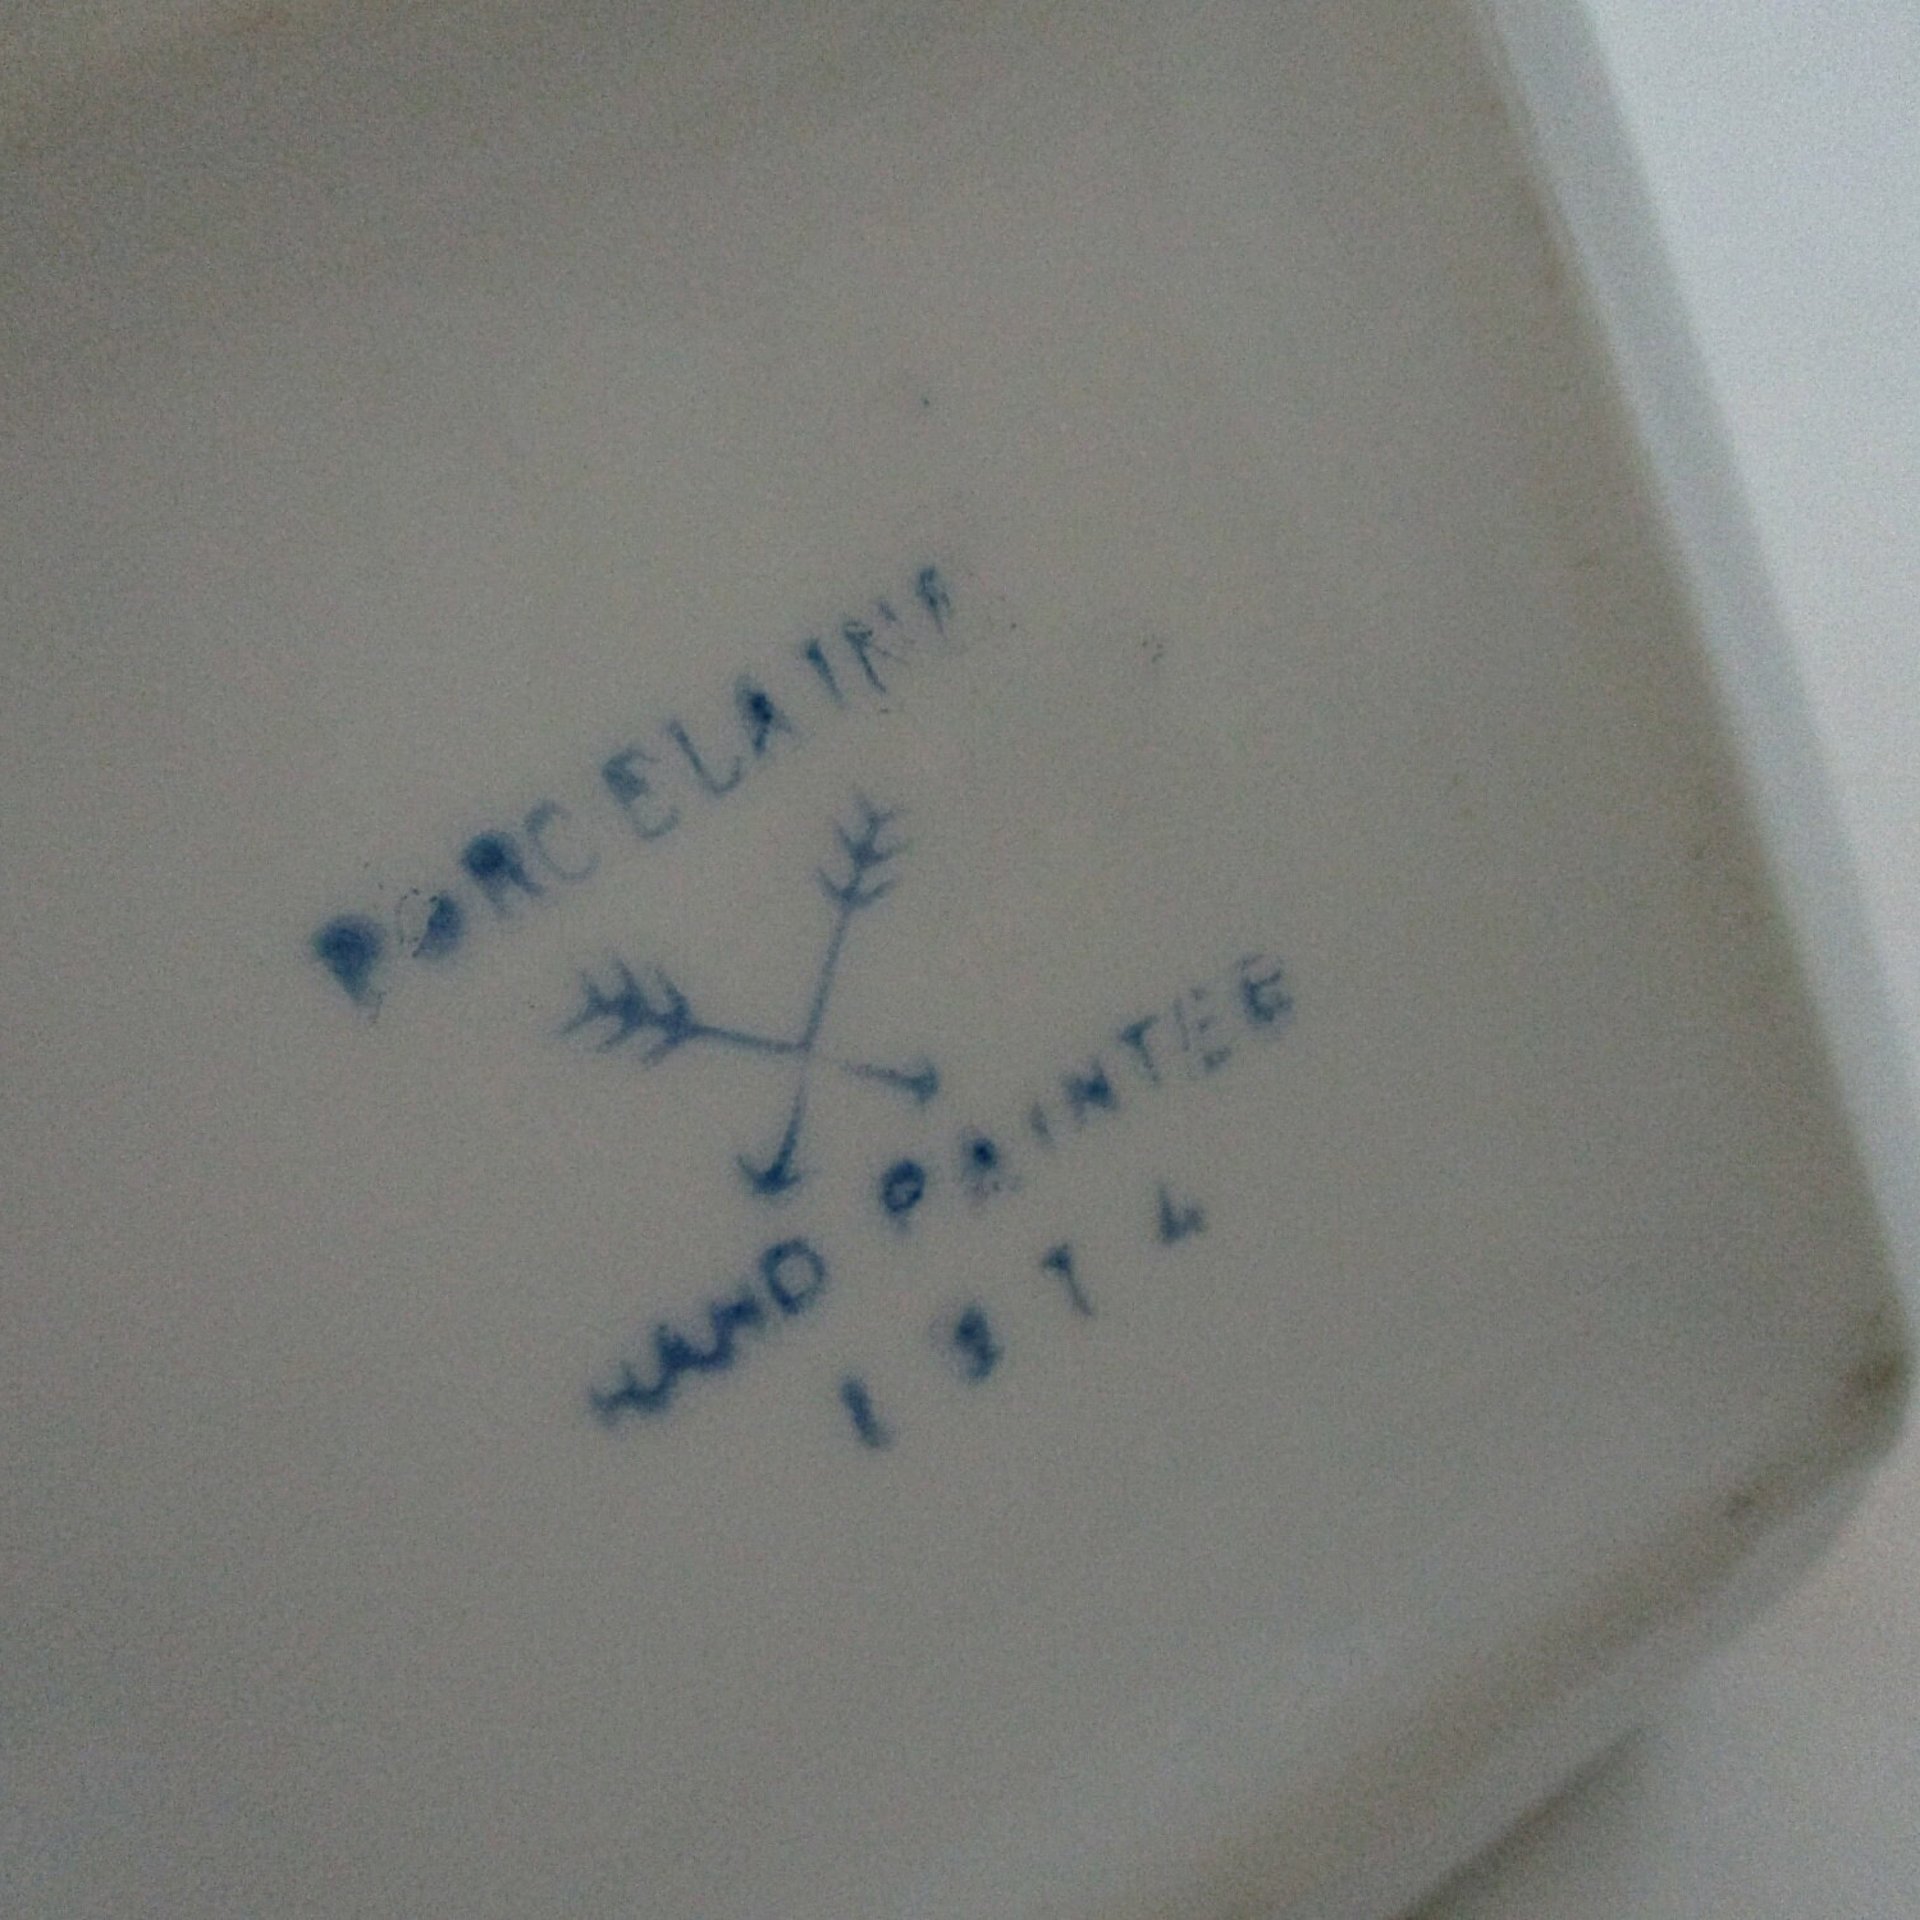 PORCELAINE
HAND PAINTED
1874